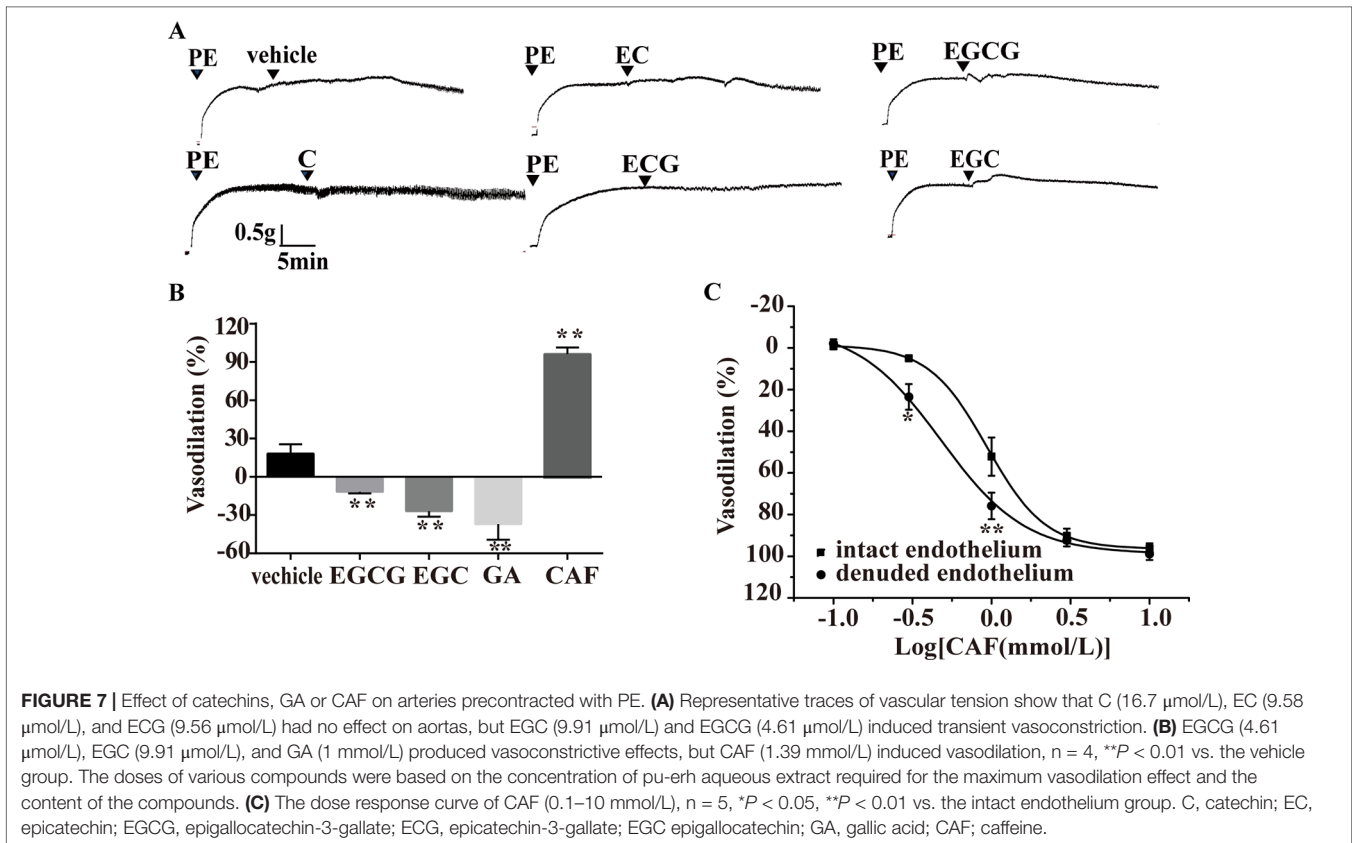 A
PE vehicle
PE EC
PE EGCG
PE C
PE ECG
PE EGC
0.5g
5min
B
Vasodilation (%)
120
90
60
30
0
-30
-60
**
**
**
**
vechicle EGCG EGC GA CAF
C
Vasodilation (%)
-20
0
20
40
60
80
100
120
*
**
intact endothelium
denuded endothelium
-1.0 -0.5 0.0 0.5 1.0
Log[CAF(mmol/L)]
FIGURE 7 | Effect of catechins, GA or CAF on arteries precontracted with PE. (A) Representative traces of vascular tension show that C (16.7 μmol/L), EC (9.58
μmol/L), and ECG (9.56 μmol/L) had no effect on aortas, but EGC (9.91 μmol/L) and EGCG (4.61 μmol/L) induced transient vasoconstriction. (B) EGCG (4.61
μmol/L), EGC (9.91 μmol/L), and GA (1 mmol/L) produced vasoconstrictive effects, but CAF (1.39 mmol/L) induced vasodilation, n = 4, **P < 0.01 vs. the vehicle
group. The doses of various compounds were based on the concentration of pu-erh aqueous extract required for the maximum vasodilation effect and the
content of the compounds. (C) The dose response curve of CAF (0.1–10 mmol/L), n = 5, *P < 0.05, **P < 0.01 vs. the intact endothelium group. C, catechin; EC,
epicatechin; EGCG, epigallocatechin-3-gallate; ECG, epicatechin-3-gallate; EGC epigallocatechin; GA, gallic acid; CAF; caffeine.